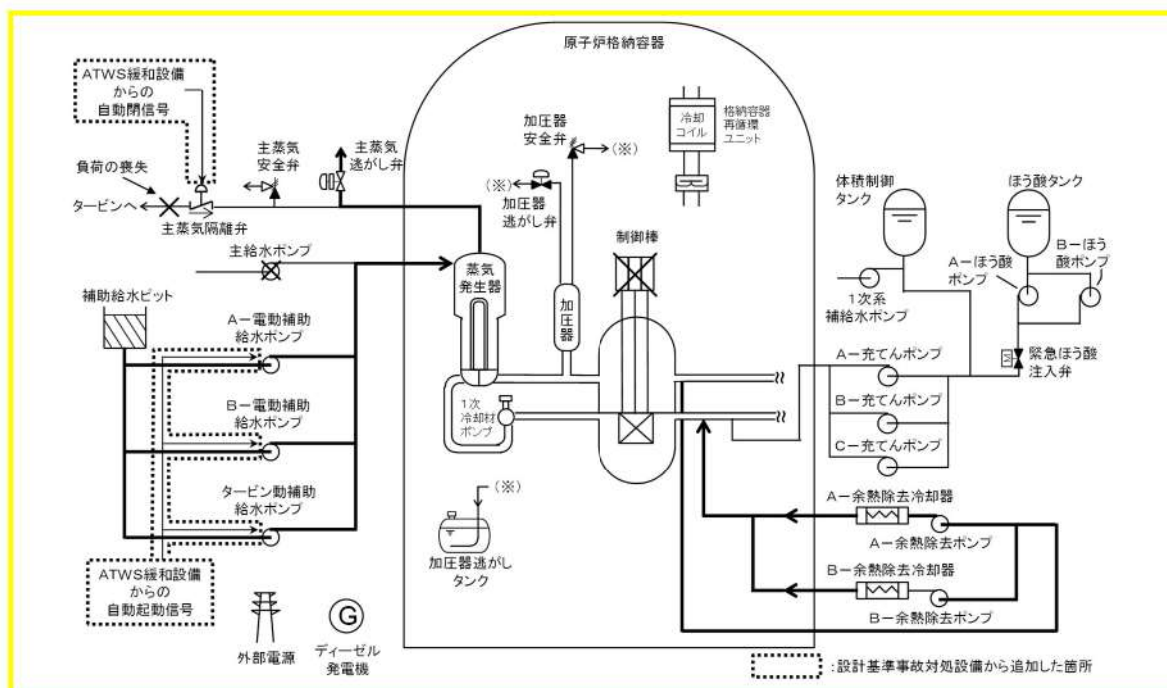 原子炉格納容器
ATWS緩和設備
からの
自動閉信号
負荷の喪失
タービンへ
主蒸気隔離弁
主蒸気
安全弁
主蒸気
逃がし弁
加圧器
安全弁
(※)
(※)
加圧器
逃がし弁
冷却
コイル
格納容器
再循環
ユニット
体積制御
タンク
ほう酸タンク
A-ほう酸
ポンプ
B-ほう
酸ポンプ
1次系
補給水ポンプ
M
緊急ほう酸
注入弁
主給水ポンプ
蒸気
発生器
加圧器
制御棒
補助給水ピット
A-電動補助
給水ポンプ
B-電動補助
給水ポンプ
タービン動補助
給水ポンプ
1次
冷却材
ポンプ
A-充てんポンプ
B-充てんポンプ
C-充てんポンプ
(※)
加圧器逃がし
タンク
A-余熱除去冷却器
A-余熱除去ポンプ
B-余熱除去冷却器
B-余熱除去ポンプ
ATWS緩和設備
からの
自動起動信号
外部電源
G
ディーゼル
発電機
:設計基準事故対処設備から追加した箇所